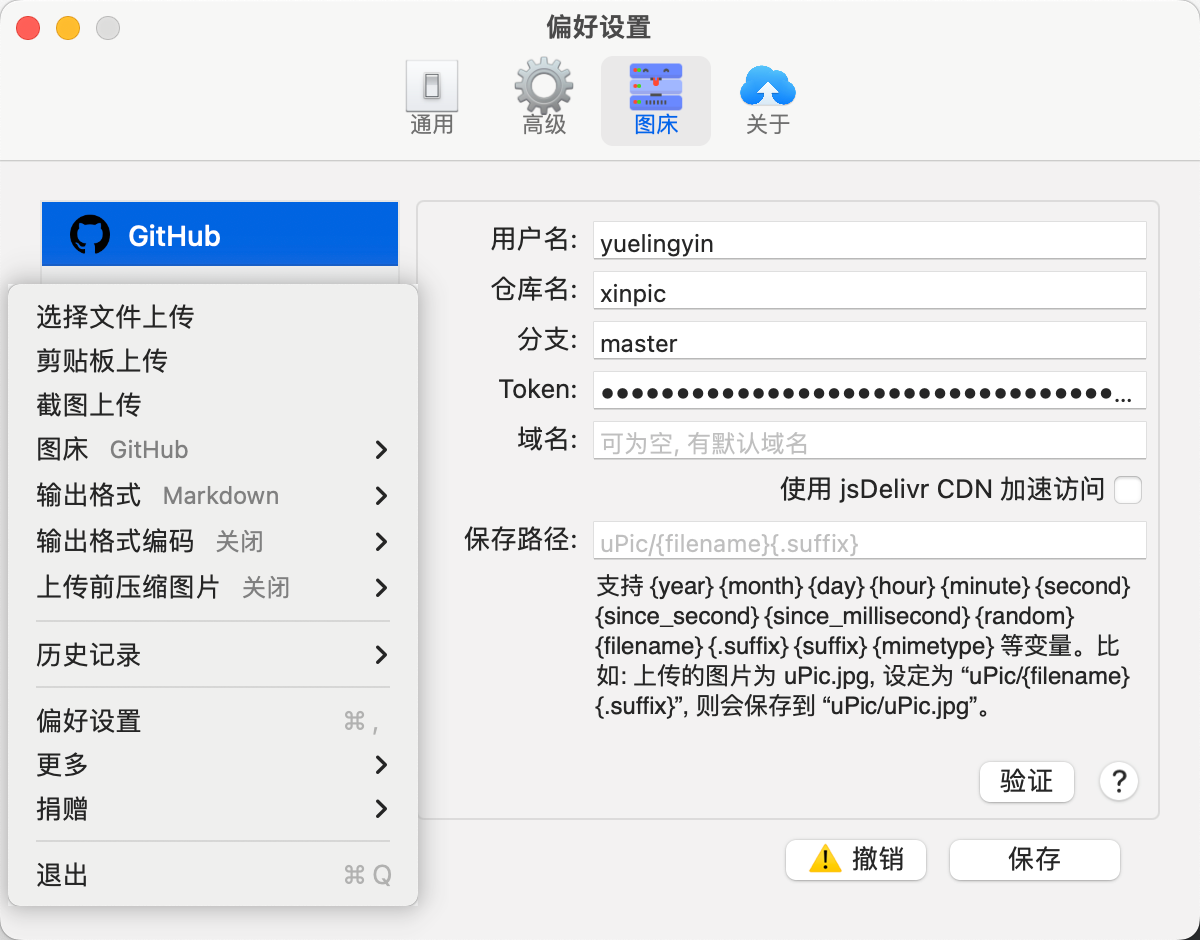 偏好设置
通用
高级
图床
关于
GitHub
选择文件上传
剪贴板上传
截图上传
图床 GitHub
输出格式 Markdown
输出格式编码 关闭
上传前压缩图片 关闭
历史记录
偏好设置 ⌘ ,
更多
捐赠
退出 ⌘ Q
用户名: yuelingyin
仓库名: xinpic
分支: master
Token: ●●●●●●●●●●●●●●●●●●●●●●●●●●●●●●●●●●...
域名: 可为空, 有默认域名
使用 jsDelivr CDN 加速访问
保存路径: uPic/{filename}{.suffix}
支持 {year} {month} {day} {hour} {minute} {second}
{since_second} {since_millisecond} {random}
{filename} {.suffix} {suffix} {mimetype} 等变量。比
如: 上传的图片为 uPic.jpg, 设定为 “uPic/{filename}
{.suffix}”, 则会保存到 “uPic/uPic.jpg”。
验证 ?
撤销
保存